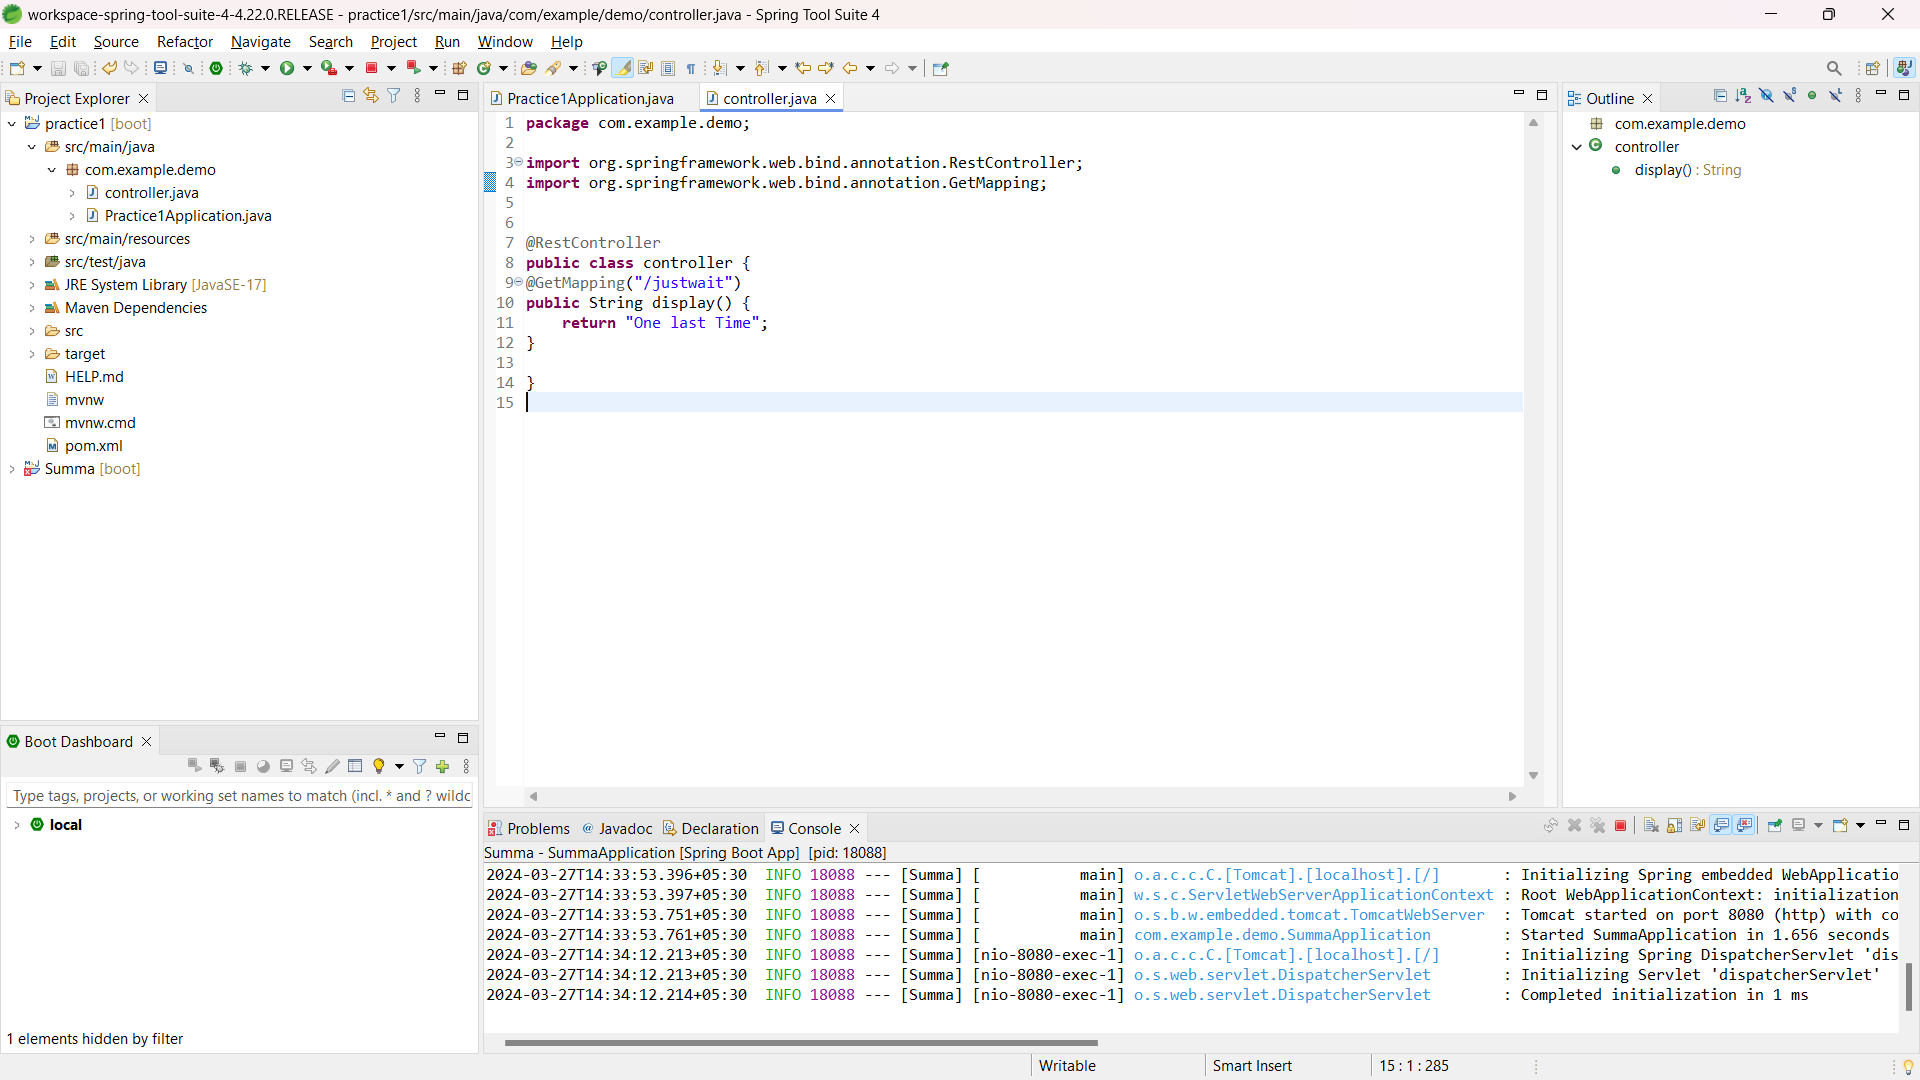 workspace-spring-tool-suite-4-4.22.0.RELEASE - practice1/src/main/java/com/example/demo/controller.java - Spring Tool Suite 4
File Edit Source Refactor Navigate Search Project Run Window Help
Project Explorer
practice1 [boot]
src/main/java
com.example.demo
controller.java
Practice1Application.java
src/main/resources
src/test/java
JRE System Library [JavaSE-17]
Maven Dependencies
src
target
HELP.md
mvnw
mvnw.cmd
pom.xml
Summa [boot]
Practice1Application.java controller.java
1 package com.example.demo;
2
3 import org.springframework.web.bind.annotation.RestController;
4 import org.springframework.web.bind.annotation.GetMapping;
5
6
7 @RestController
8 public class controller {
9 @GetMapping("/justwait")
10 public String display() {
11     return "One last Time";
12 }
13
14 }
15
Outline
com.example.demo
controller
display() : String
Boot Dashboard
Type tags, projects, or working set names to match (incl. * and ? wildc
local
1 elements hidden by filter
Problems @ Javadoc Declaration Console
Summa - SummaApplication [Spring Boot App] [pid: 18088]
2024-03-27T14:33:53.396+05:30  INFO 18088 --- [Summa] [           main] o.a.c.c.C.[Tomcat].[localhost].[/]       : Initializing Spring embedded WebApplicatio
2024-03-27T14:33:53.397+05:30  INFO 18088 --- [Summa] [           main] w.s.c.ServletWebServerApplicationContext : Root WebApplicationContext: initialization
2024-03-27T14:33:53.751+05:30  INFO 18088 --- [Summa] [           main] o.s.b.w.embedded.tomcat.TomcatWebServer  : Tomcat started on port 8080 (http) with co
2024-03-27T14:33:53.761+05:30  INFO 18088 --- [Summa] [           main] com.example.demo.SummaApplication        : Started SummaApplication in 1.656 seconds
2024-03-27T14:34:12.213+05:30  INFO 18088 --- [Summa] [nio-8080-exec-1] o.a.c.c.C.[Tomcat].[localhost].[/]       : Initializing Spring DispatcherServlet 'dis
2024-03-27T14:34:12.213+05:30  INFO 18088 --- [Summa] [nio-8080-exec-1] o.s.web.servlet.DispatcherServlet        : Initializing Servlet 'dispatcherServlet'
2024-03-27T14:34:12.214+05:30  INFO 18088 --- [Summa] [nio-8080-exec-1] o.s.web.servlet.DispatcherServlet        : Completed initialization in 1 ms
Writable Smart Insert 15 : 1 : 285